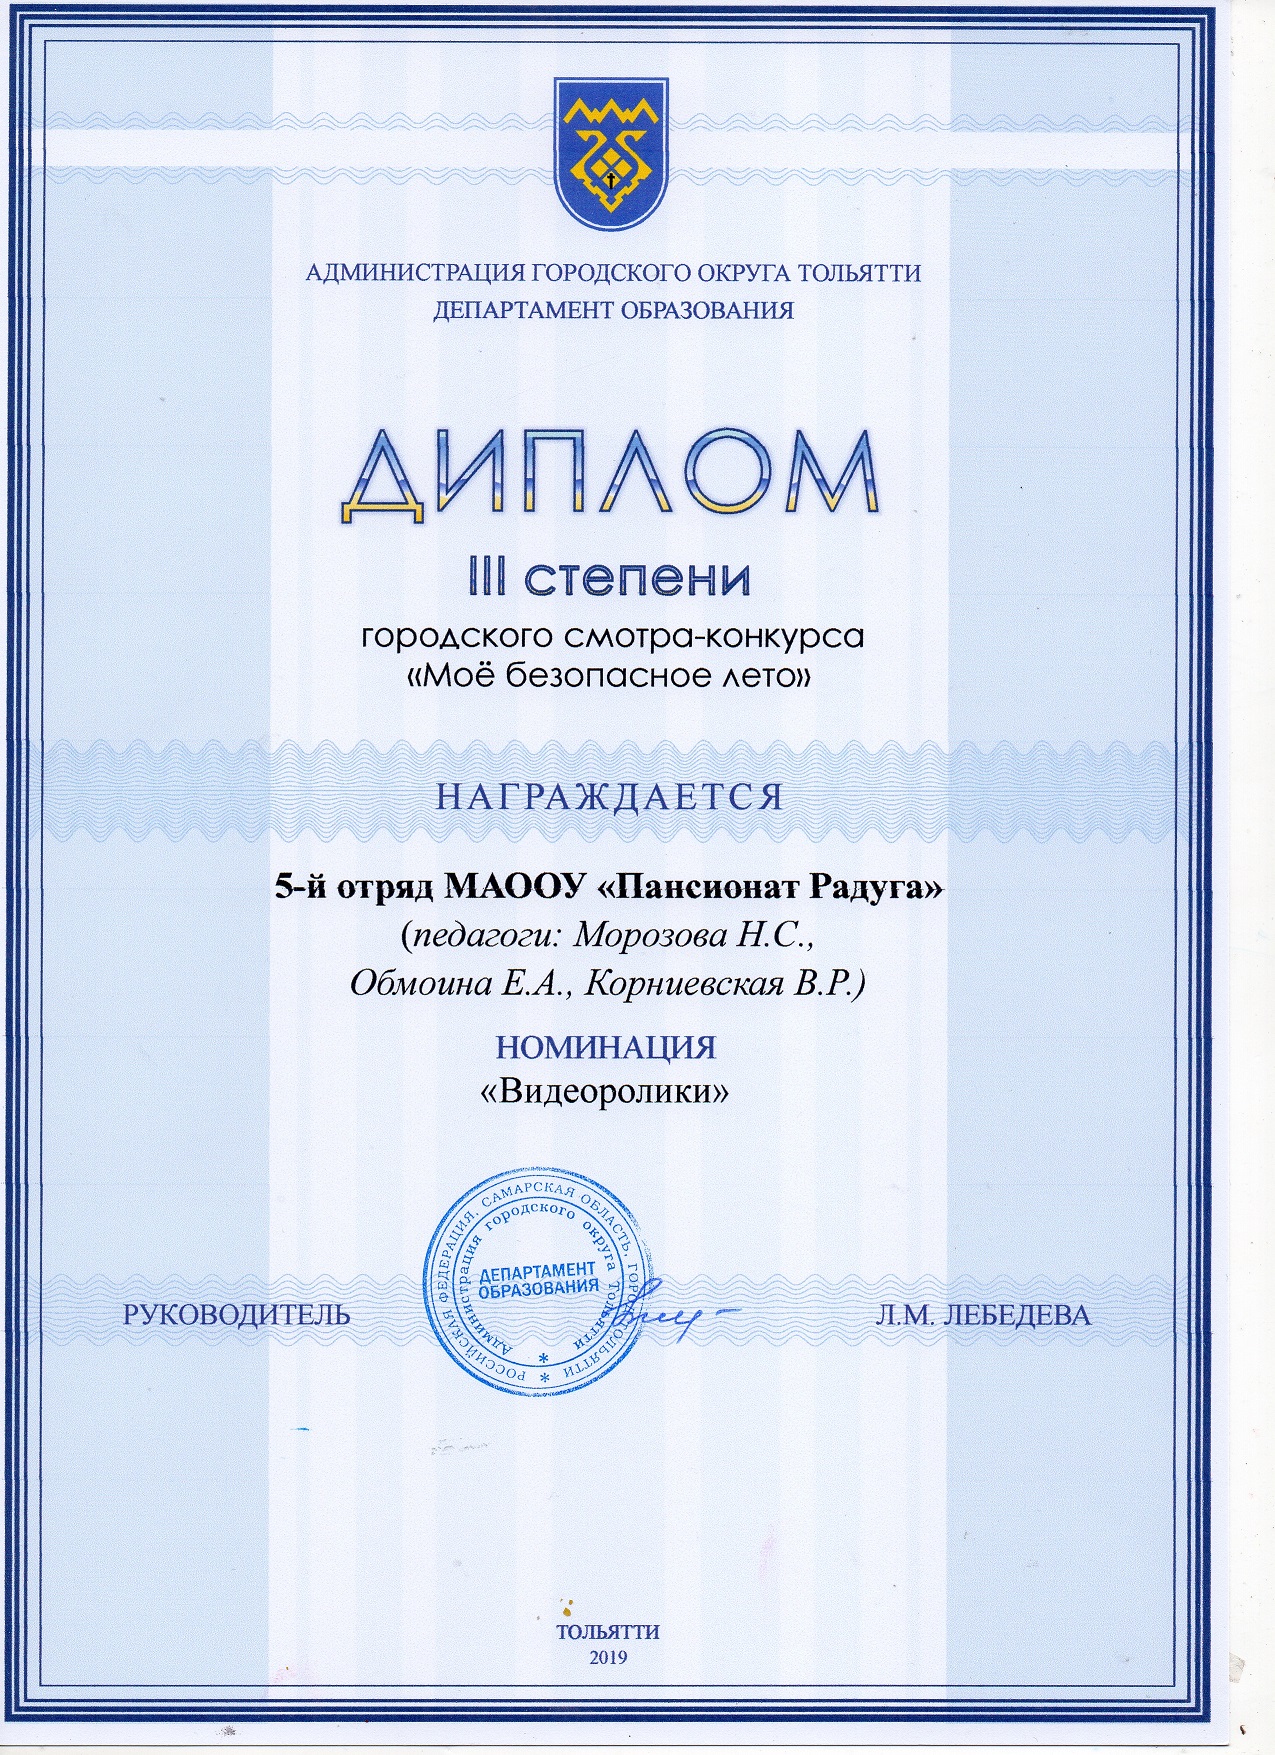 АДМИНИСТРАЦИЯ ГОРОДСКОГО ОКРУГА ТОЛЬЯТТИ
ДЕПАРТАМЕНТ ОБРАЗОВАНИЯ
ДИПЛОМ
III степени
городского смотра-конкурса
«Моё безопасное лето»
НАГРАЖДАЕТСЯ
5-й отряд МАООУ «Пансионат Радуга»
(педагоги: Морозова Н.С.,
Обмоина Е.А., Корниевская В.Р.)
НОМИНАЦИЯ
«Видеоролики»
РОССИЙСКАЯ ФЕДЕРАЦИЯ, САМАРСКАЯ ОБЛАСТЬ, ГОРОД ТОЛЬЯТТИ
Администрация городского округа Тольятти
ДЕПАРТАМЕНТ
ОБРАЗОВАНИЯ
РУКОВОДИТЕЛЬ
Л.М. ЛЕБЕДЕВА
ТОЛЬЯТТИ
2019